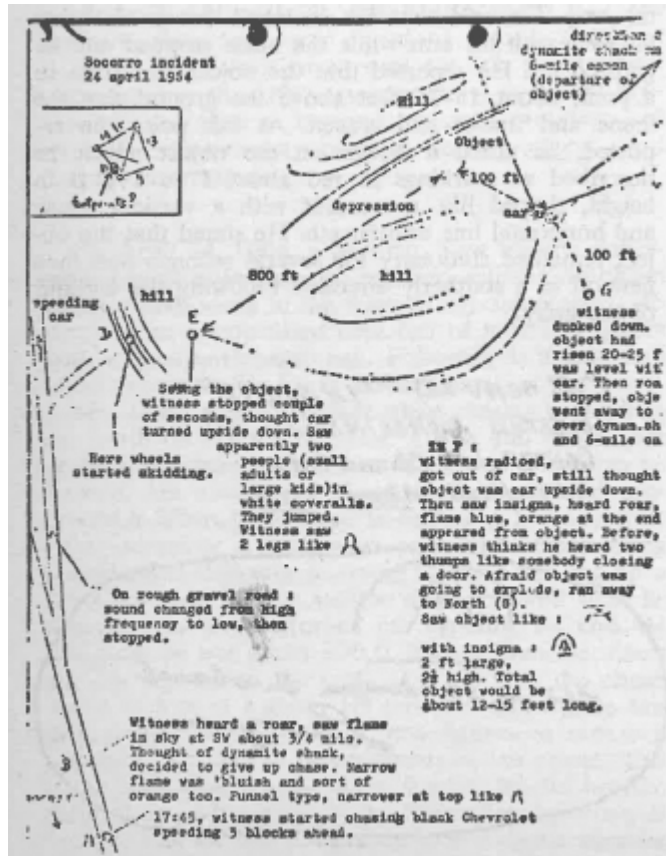 Socorro incident
24 april 1954
direction
dynamite shack
6-mile canon
(departure of
object)
hill
Object
100 ft
car
depression
100 ft
800 ft
hill
speeding
car
hill
E
witness
ducked down.
object had
risen 20-25 f
was level wit
car. Then roa
stopped, obje
went away to
over dynam.sh
and 6-mile ca
Seeing the object,
witness stopped couple
of seconds, thought car
turned upside down. Saw
apparently two
people (small
adults or
large kids)in
white coveralls.
They jumped.
Witness saw
2 legs like
Here wheels
started skidding.
witness radioed,
got out of car, still thought
object was car upside down.
Then saw insigna, heard roar,
flame blue, orange at the end
appeared from object. Before,
witness thinks he heard two
thumps like somebody closing
a door. Afraid object was
going to explode, ran away
to North
Saw object like :
with insigna
2 ft large,
2½ high. Total
object would be
about 12-15 feet long.
On rough gravel road :
sound changed from high
frequency to low, then
stopped.
Witness heard a roar, saw flame
in sky at SW about 3/4 mile.
Thought of dynamite shack,
decided to give up chase. Narrow
flame was bluish and sort of
orange too. Funnel type, narrower at top like
17:45, witness started chasing black Chevrolet
speeding 3 blocks ahead.